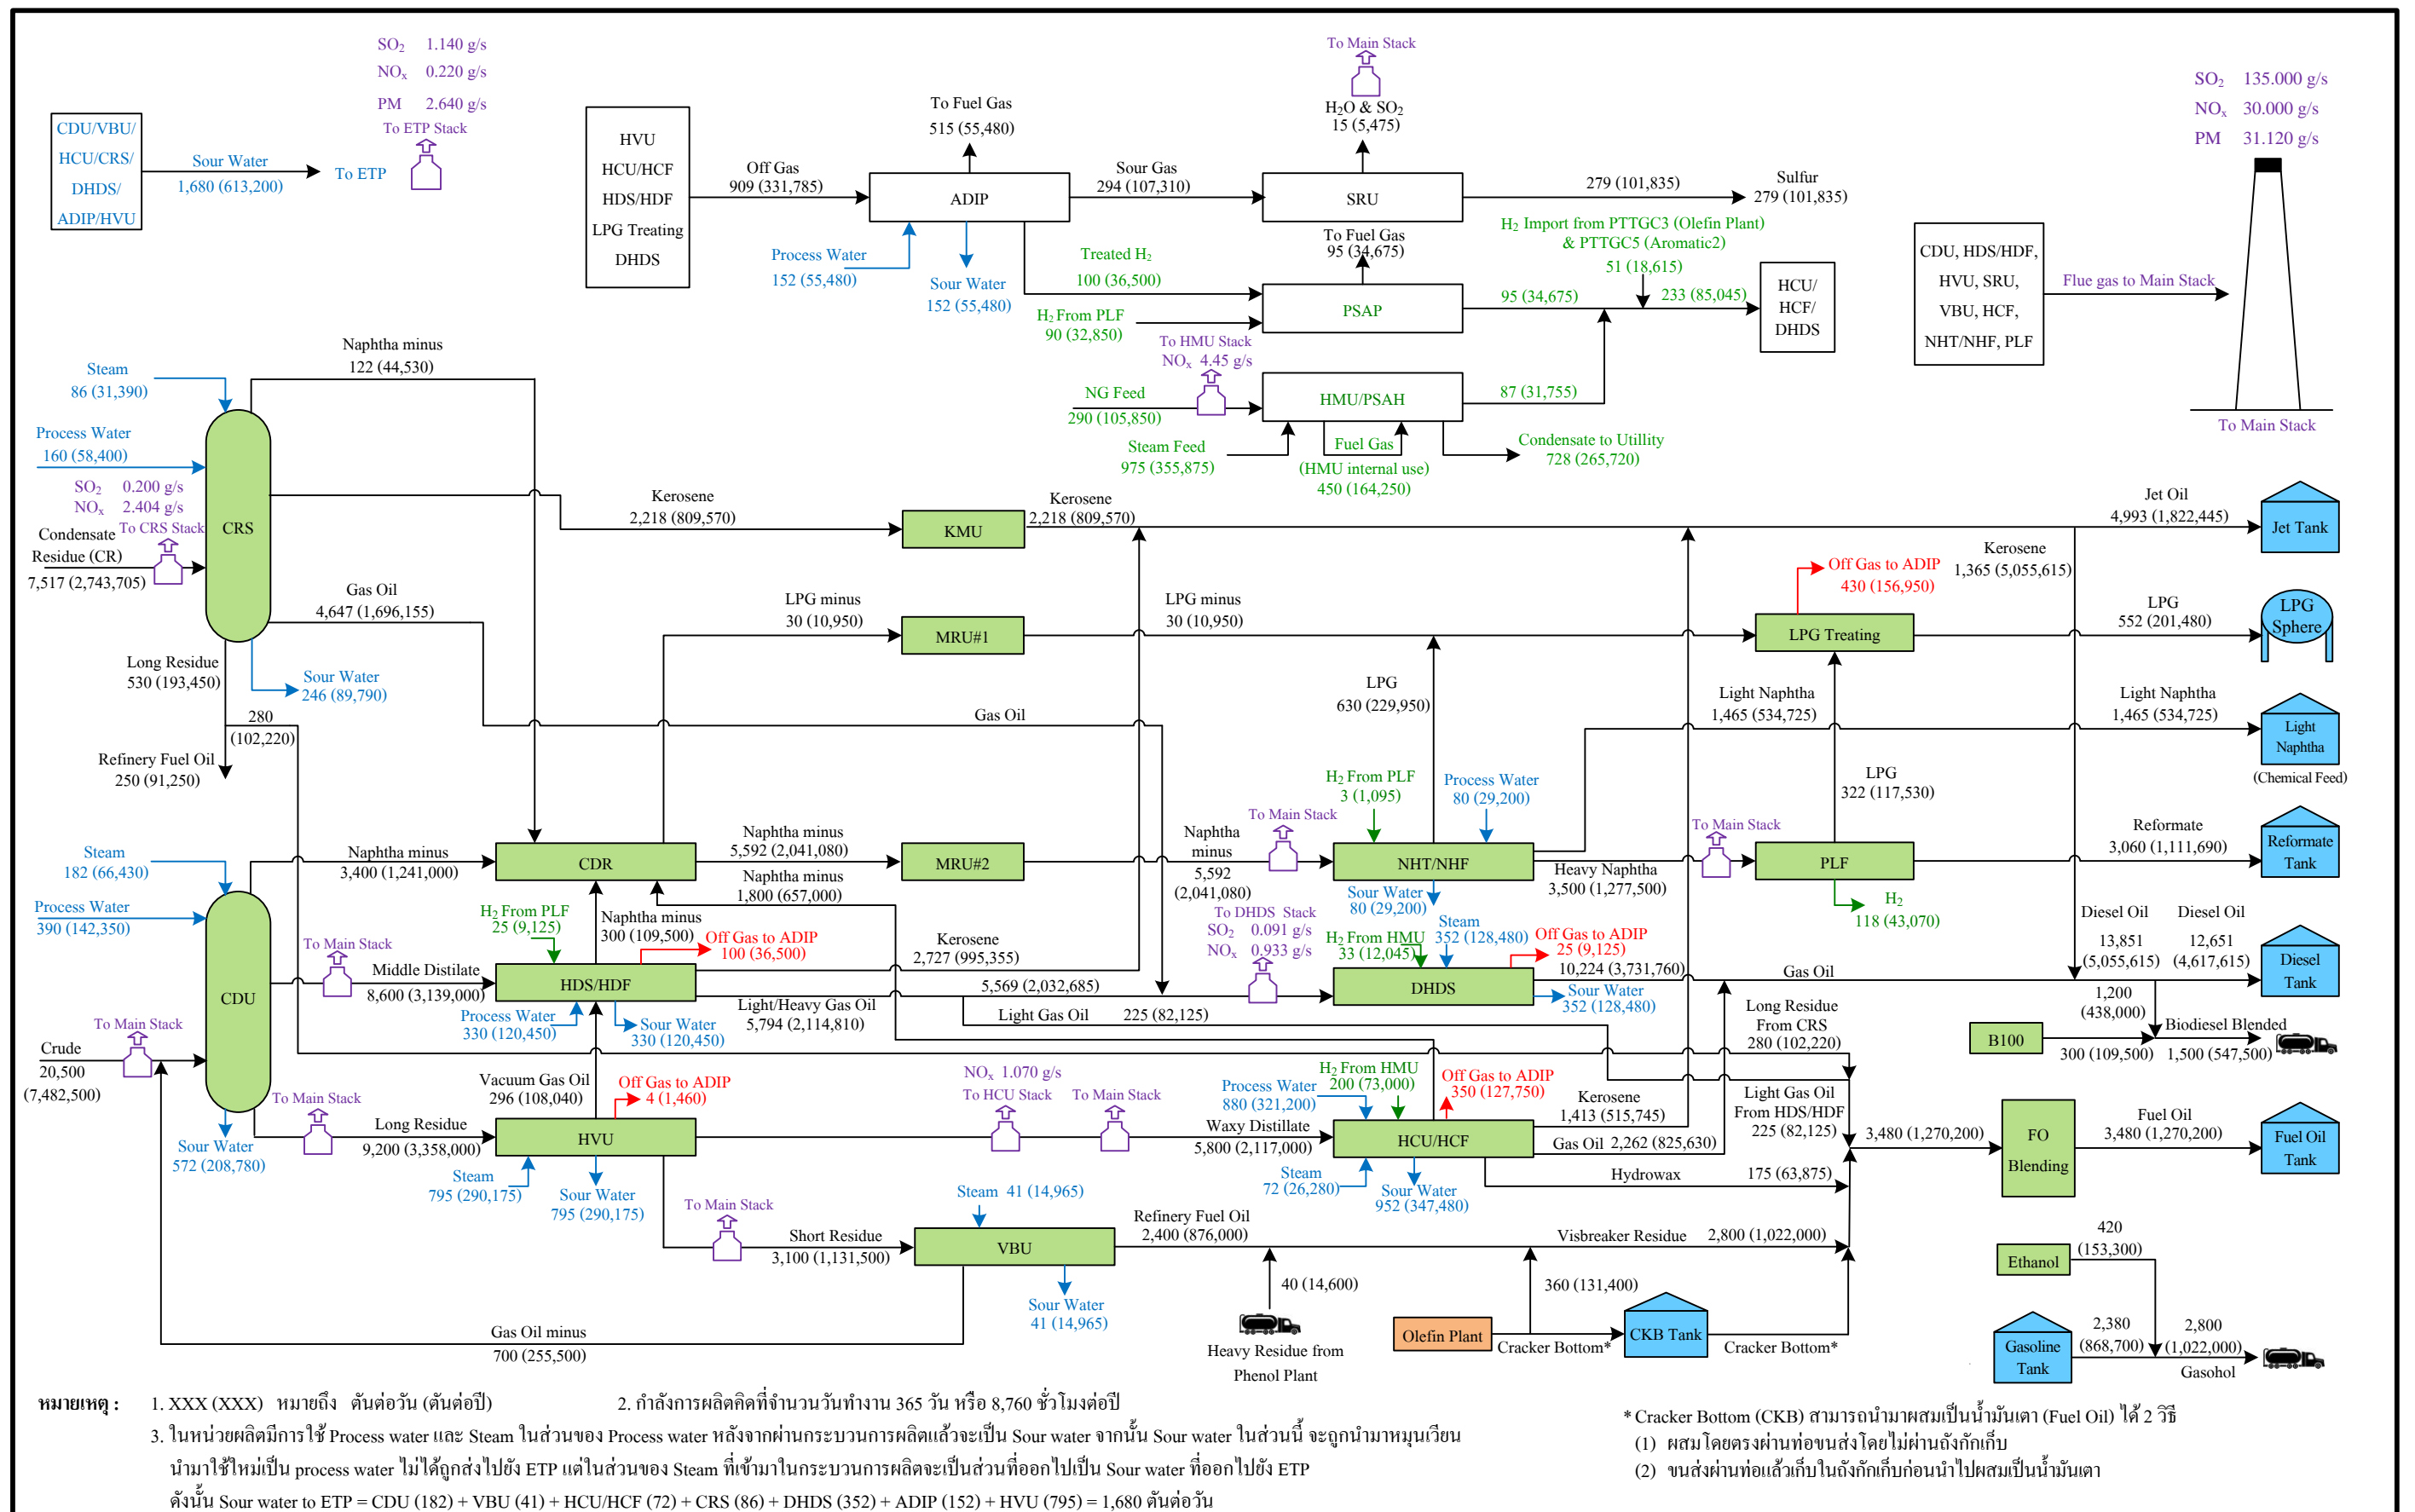 SO₂ 1.140 g/s
NOₓ 0.220 g/s
PM 2.640 g/s
To ETP Stack
CDU/VBU/
HCU/CRS/
DHDS/
ADIP/HVU
Sour Water
1,680 (613,200)
To ETP
HVU
HCU/HCF
HDS/HDF
LPG Treating
DHDS
Off Gas
909 (331,785)
To Fuel Gas
515 (55,480)
ADIP
Process Water
152 (55,480)
Sour Water
152 (55,480)
Sour Gas
294 (107,310)
To Main Stack
H₂O & SO₂
15 (5,475)
SRU
279 (101,835)
Sulfur
279 (101,835)
Treated H₂
100 (36,500)
H₂ From PLF
90 (32,850)
To Fuel Gas
95 (34,675)
PSAP
95 (34,675)
H₂ Import from PTTGC3 (Olefin Plant)
& PTTGC5 (Aromatic2)
51 (18,615)
233 (85,045)
HCU/
HCF/
DHDS
To HMU Stack
NOₓ 4.45 g/s
NG Feed
290 (105,850)
HMU/PSAH
87 (31,755)
Steam Feed
975 (355,875)
Fuel Gas
(HMU internal use)
450 (164,250)
Condensate to Utillity
728 (265,720)
SO₂ 135.000 g/s
NOₓ 30.000 g/s
PM 31.120 g/s
CDU, HDS/HDF,
HVU, SRU,
VBU, HCF,
NHT/NHF, PLF
Flue gas to Main Stack
To Main Stack
Naphtha minus
122 (44,530)
Steam
86 (31,390)
Process Water
160 (58,400)
SO₂ 0.200 g/s
NOₓ 2.404 g/s
To CRS Stack
Condensate
Residue (CR)
7,517 (2,743,705)
CRS
Kerosene
2,218 (809,570)
KMU
Kerosene
2,218 (809,570)
Jet Oil
4,993 (1,822,445)
Jet Tank
Kerosene
1,365 (5,055,615)
Gas Oil
4,647 (1,696,155)
LPG minus
30 (10,950)
MRU#1
LPG minus
30 (10,950)
Off Gas to ADIP
430 (156,950)
LPG Treating
LPG
552 (201,480)
LPG
Sphere
Long Residue
530 (193,450)
Sour Water
246 (89,790)
280
(102,220)
Refinery Fuel Oil
250 (91,250)
Gas Oil
LPG
630 (229,950)
Light Naphtha
1,465 (534,725)
Light Naphtha
1,465 (534,725)
Light
Naphtha
(Chemical Feed)
LPG
322 (117,530)
Steam
182 (66,430)
Process Water
390 (142,350)
Naphtha minus
3,400 (1,241,000)
CDR
Naphtha minus
5,592 (2,041,080)
MRU#2
Naphtha minus
1,800 (657,000)
Naphtha
minus
5,592
(2,041,080)
To Main Stack
H₂ From PLF
3 (1,095)
Process Water
80 (29,200)
NHT/NHF
Sour Water
80 (29,200)
Heavy Naphtha
3,500 (1,277,500)
To Main Stack
PLF
H₂
118 (43,070)
Reformate
3,060 (1,111,690)
Reformate
Tank
CDU
To Main Stack
Middle Distilate
8,600 (3,139,000)
H₂ From PLF
25 (9,125)
Naphtha minus
300 (109,500)
Off Gas to ADIP
100 (36,500)
HDS/HDF
Process Water
330 (120,450)
Sour Water
330 (120,450)
Kerosene
2,727 (995,355)
5,569 (2,032,685)
Light/Heavy Gas Oil
5,794 (2,114,810)
Light Gas Oil
225 (82,125)
To DHDS Stack
SO₂ 0.091 g/s
NOₓ 0.933 g/s
H₂ From HMU
33 (12,045)
Steam
352 (128,480)
Off Gas to ADIP
25 (9,125)
DHDS
10,224 (3,731,760)
Sour Water
352 (128,480)
Gas Oil
Diesel Oil
13,851
(5,055,615)
Diesel Oil
12,651
(4,617,615)
Diesel
Tank
1,200
(438,000)
B100
300 (109,500)
Biodiesel Blended
1,500 (547,500)
To Main Stack
Crude
20,500
(7,482,500)
Sour Water
572 (208,780)
To Main Stack
Long Residue
9,200 (3,358,000)
Vacuum Gas Oil
296 (108,040)
Off Gas to ADIP
4 (1,460)
HVU
Steam
795 (290,175)
Sour Water
795 (290,175)
NOₓ 1.070 g/s
To HCU Stack
To Main Stack
Waxy Distillate
5,800 (2,117,000)
Process Water
880 (321,200)
H₂ From HMU
200 (73,000)
Off Gas to ADIP
350 (127,750)
HCU/HCF
Steam
72 (26,280)
Sour Water
952 (347,480)
Kerosene
1,413 (515,745)
Gas Oil 2,262 (825,630)
Hydrowax
175 (63,875)
Long Residue
From CRS
280 (102,220)
Light Gas Oil
From HDS/HDF
225 (82,125)
3,480 (1,270,200)
FO
Blending
Fuel Oil
3,480 (1,270,200)
Fuel Oil
Tank
To Main Stack
Short Residue
3,100 (1,131,500)
Steam 41 (14,965)
VBU
Sour Water
41 (14,965)
Refinery Fuel Oil
2,400 (876,000)
Visbreaker Residue
2,800 (1,022,000)
40 (14,600)
Heavy Residue from
Phenol Plant
360 (131,400)
Olefin Plant
Cracker Bottom*
CKB Tank
Cracker Bottom*
Gas Oil minus
700 (255,500)
Ethanol
420
(153,300)
Gasoline
Tank
2,380
(868,700)
2,800
(1,022,000)
Gasohol
หมายเหตุ : 1. XXX (XXX) หมายถึง ตันต่อวัน (ตันต่อปี) 2. กำลังการผลิตคิดที่จำนวนวันทำงาน 365 วัน หรือ 8,760 ชั่วโมงต่อปี
3. ในหน่วยผลิตมีการใช้ Process water และ Steam ในส่วนของ Process water หลังจากผ่านกระบวนการผลิตแล้วจะเป็น Sour water จากนั้น Sour water ในส่วนนี้ จะถูกนำมาหมุนเวียน
นำมาใช้ใหม่เป็น process water ไม่ได้ถูกส่งไปยัง ETP แต่ในส่วนของ Steam ที่เข้ามาในกระบวนการผลิตจะเป็นส่วนที่ออกไปเป็น Sour water ที่ออกไปยัง ETP
ดังนั้น Sour water to ETP = CDU (182) + VBU (41) + HCU/HCF (72) + CRS (86) + DHDS (352) + ADIP (152) + HVU (795) = 1,680 ตันต่อวัน
* Cracker Bottom (CKB) สามารถนำมาผสมเป็นน้ำมันเตา (Fuel Oil) ได้ 2 วิธี
(1) ผสมโดยตรงผ่านท่อขนส่งโดยไม่ผ่านถังกักเก็บ
(2) ขนส่งผ่านท่อแล้วเก็บในถังกักเก็บก่อนนำไปผสมเป็นน้ำมันเตา